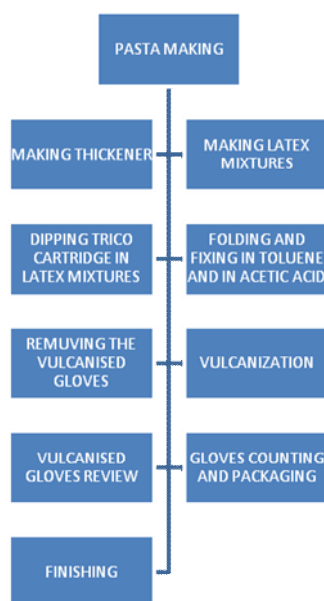 PASTA MAKING
MAKING THICKENER
MAKING LATEX
MIXTURES
DIPPING TRICO
CARTRIDGE IN
LATEX MIXTURES
FOLDING AND
FIXING IN TOLUENE
AND IN ACETIC ACID
REMUVING THE
VULCANISED
GLOVES
VULCANIZATION
VULCANISED
GLOVES REVIEW
GLOVES COUNTING
AND PACKAGING
FINISHING